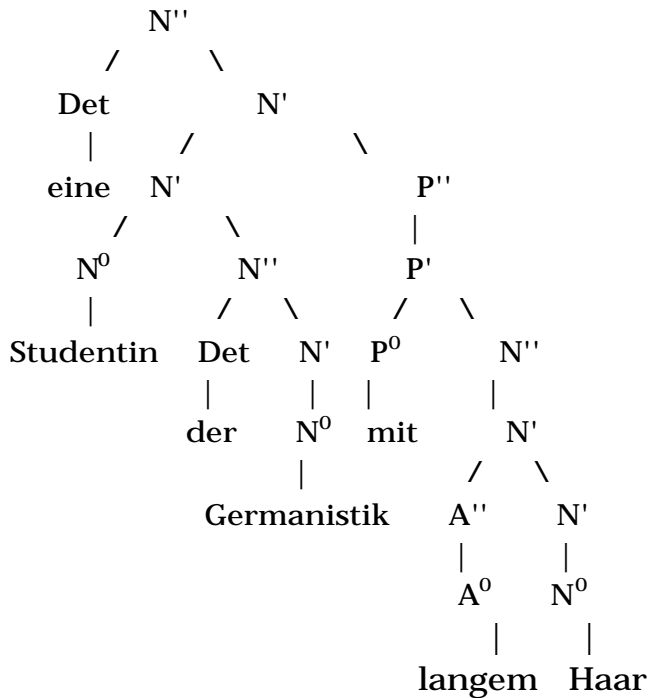 N''
/ \
Det N'
| / \
eine N' P''
/ \ |
N⁰ N'' P'
| / \ / \
Studentin Det N' P⁰ N''
| | | |
der N⁰ mit N'
| / \
Germanistik A'' N'
| |
A⁰ N⁰
| |
langem Haar